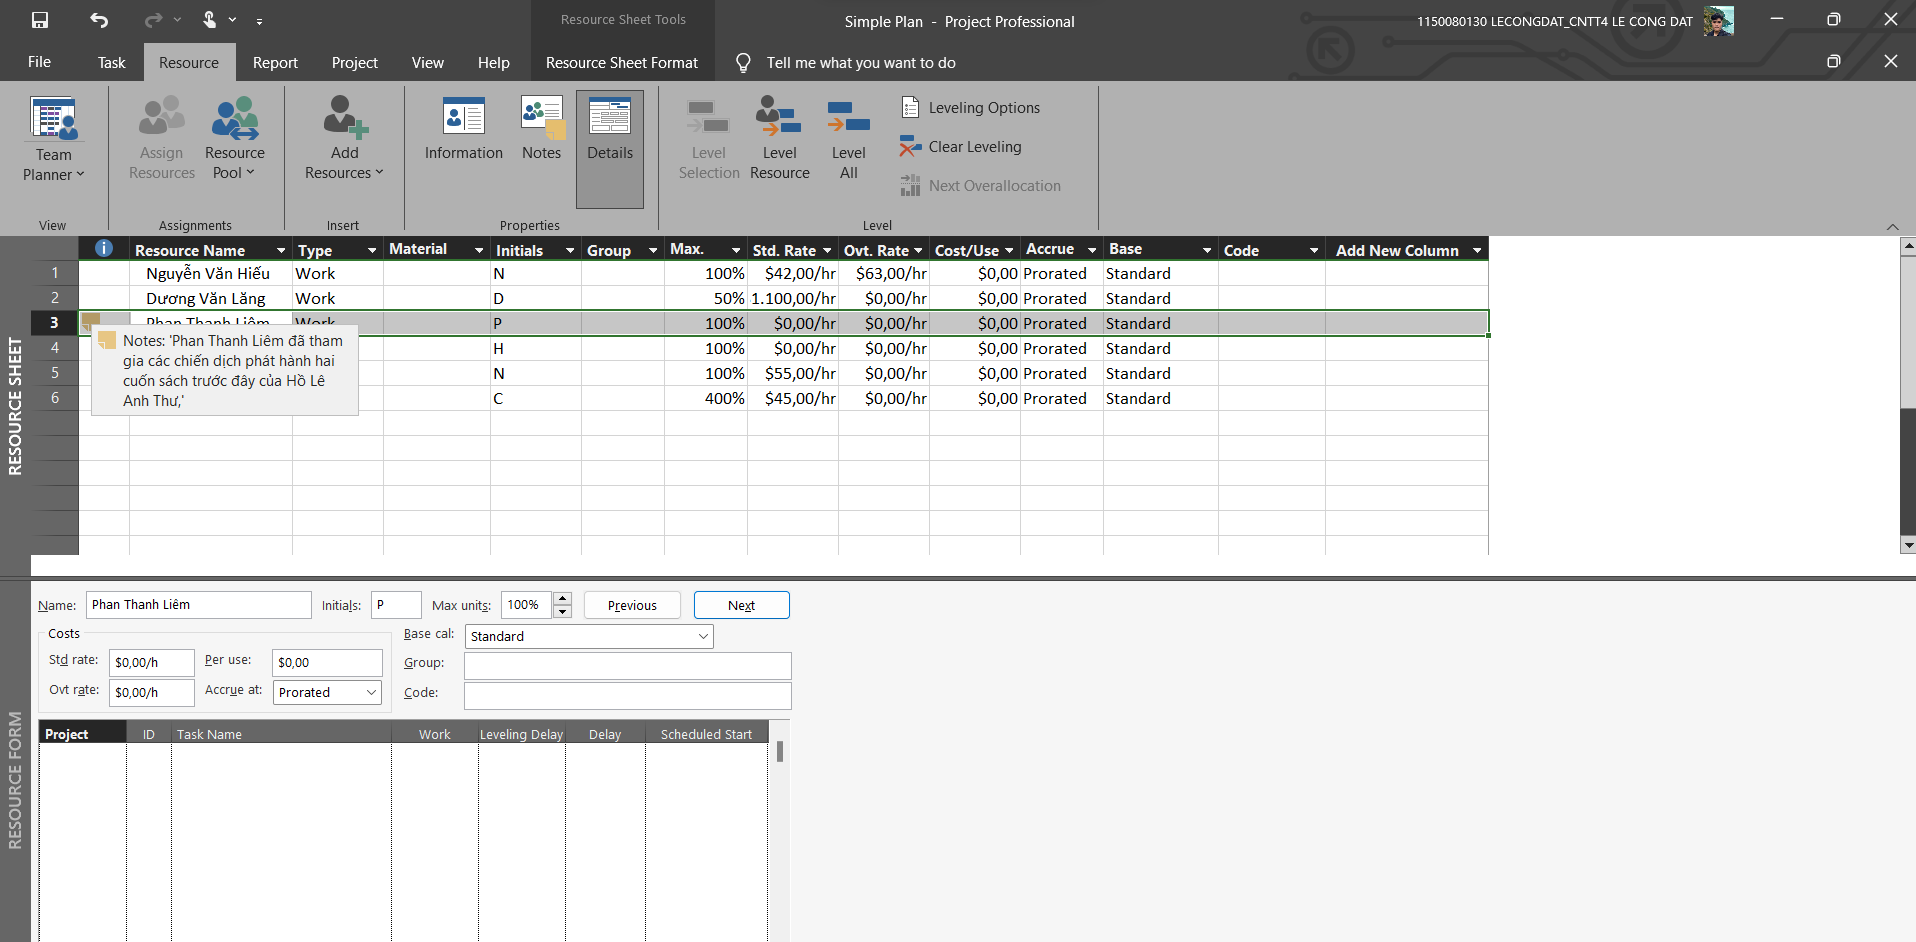 Resource Sheet Tools
Simple Plan - Project Professional
1150080130 LECONGDAT_CNTT4 LE CONG DAT
File Task Resource Report Project View Help Resource Sheet Format Tell me what you want to do
Team Planner
View
Assign Resources
Resource Pool
Assignments
Add Resources
Insert
Information
Notes
Details
Properties
Level Selection
Level Resource
Level All
Leveling Options
Clear Leveling
Next Overallocation
Level
RESOURCE SHEET
Resource Name Type Material Initials Group Max. Std. Rate Ovt. Rate Cost/Use Accrue Base Code Add New Column
1 Nguyễn Văn Hiếu Work N 100% $42,00/hr $63,00/hr $0,00 Prorated Standard
2 Dương Văn Lăng Work D 50% 1.100,00/hr $0,00/hr $0,00 Prorated Standard
3 Phan Thanh Liêm Work P 100% $0,00/hr $0,00/hr $0,00 Prorated Standard
4 H 100% $0,00/hr $0,00/hr $0,00 Prorated Standard
5 N 100% $55,00/hr $0,00/hr $0,00 Prorated Standard
6 C 400% $45,00/hr $0,00/hr $0,00 Prorated Standard
Notes: 'Phan Thanh Liêm đã tham
gia các chiến dịch phát hành hai
cuốn sách trước đây của Hồ Lê
Anh Thư,'
RESOURCE FORM
Name: Phan Thanh Liêm Initials: P Max units: 100% Previous Next
Costs
Base cal: Standard
Std rate: $0,00/h Per use: $0,00
Group:
Ovt rate: $0,00/h Accrue at: Prorated
Code:
Project ID Task Name Work Leveling Delay Delay Scheduled Start